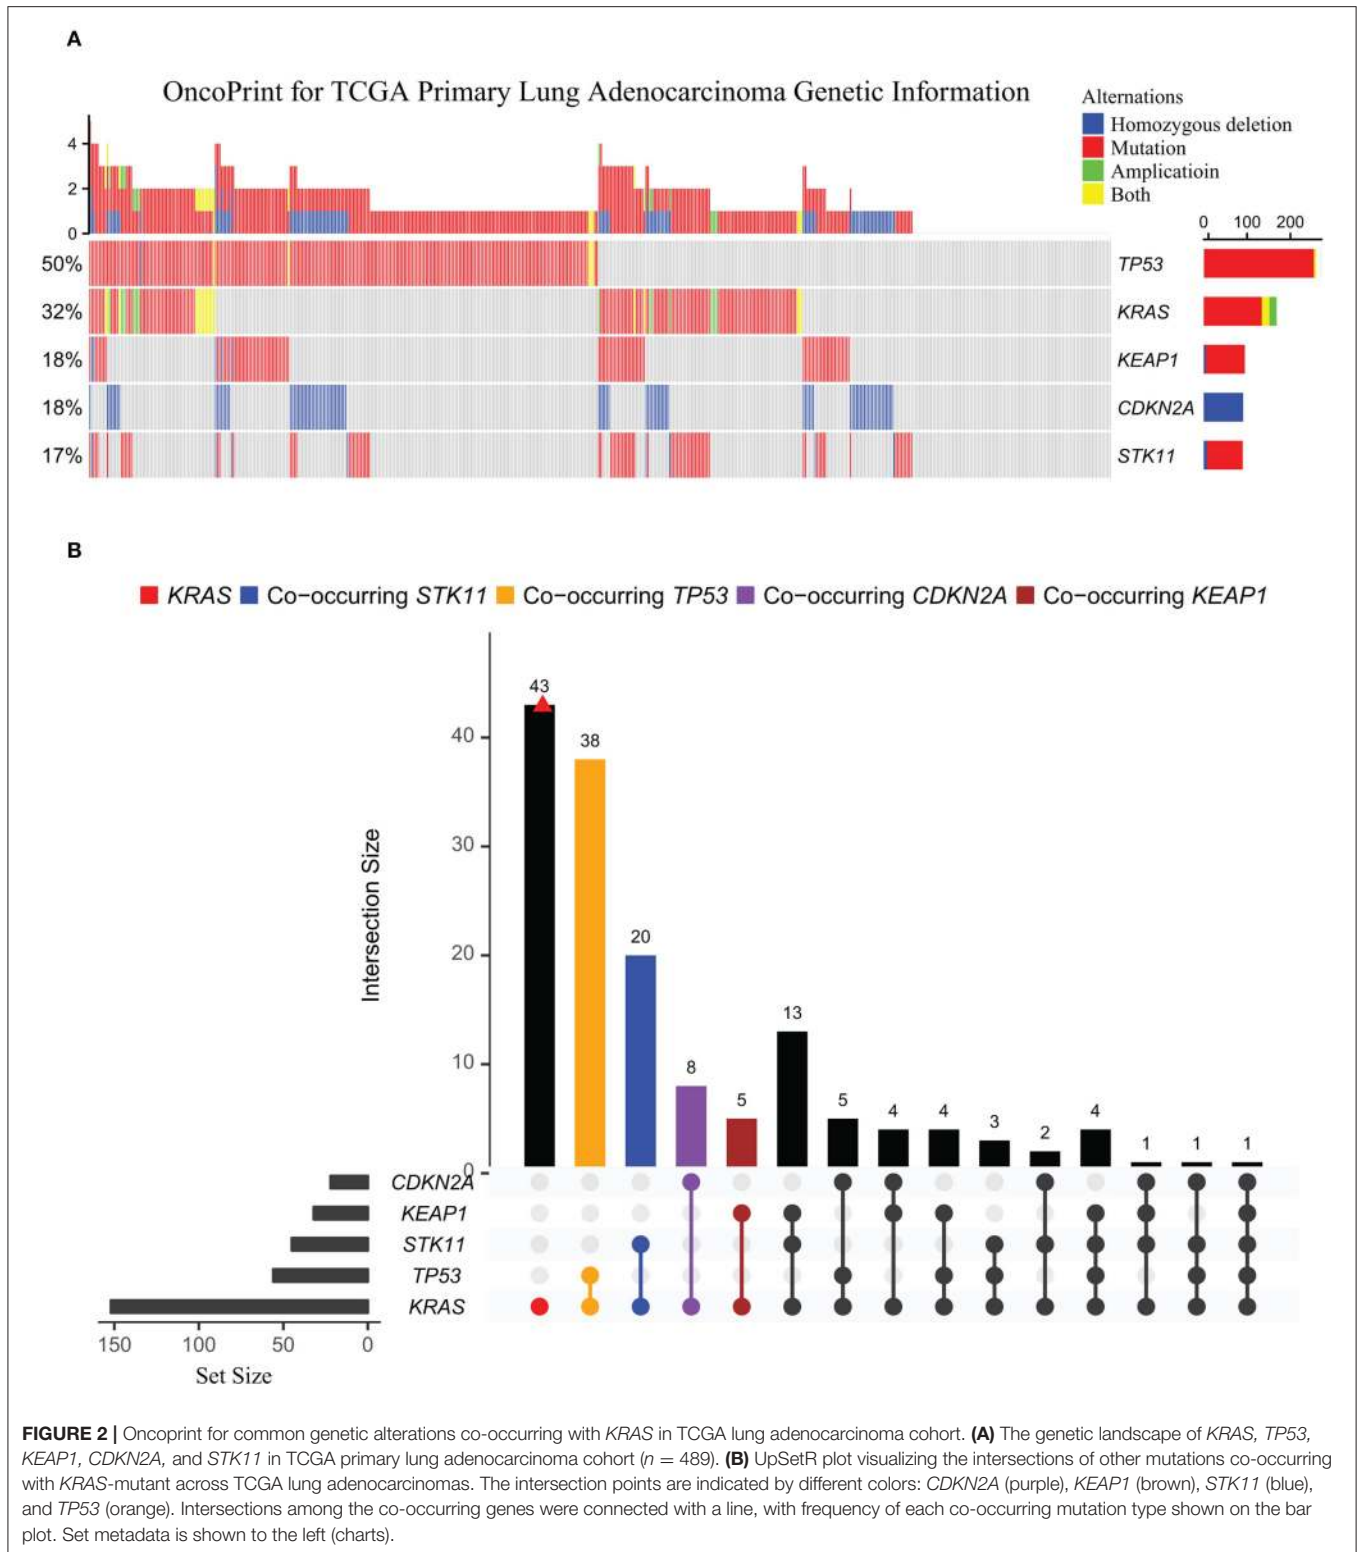 A
OncoPrint for TCGA Primary Lung Adenocarcinoma Genetic Information
Alternations
Homozygous deletion
Mutation
Amplicatioin
Both
4
2
0
0 100 200
50% TP53
32% KRAS
18% KEAP1
18% CDKN2A
17% STK11
B
KRAS Co-occurring STK11 Co-occurring TP53 Co-occurring CDKN2A Co-occurring KEAP1
Intersection Size
40
30
20
10
0
43
38
20
8
5
13
5
4
4
3
2
4
1
1
1
CDKN2A
KEAP1
STK11
TP53
KRAS
150 100 50 0
Set Size
FIGURE 2 | Oncoprint for common genetic alterations co-occurring with KRAS in TCGA lung adenocarcinoma cohort. (A) The genetic landscape of KRAS, TP53,
KEAP1, CDKN2A, and STK11 in TCGA primary lung adenocarcinoma cohort (n = 489). (B) UpSetR plot visualizing the intersections of other mutations co-occurring
with KRAS-mutant across TCGA lung adenocarcinomas. The intersection points are indicated by different colors: CDKN2A (purple), KEAP1 (brown), STK11 (blue),
and TP53 (orange). Intersections among the co-occurring genes were connected with a line, with frequency of each co-occurring mutation type shown on the bar
plot. Set metadata is shown to the left (charts).